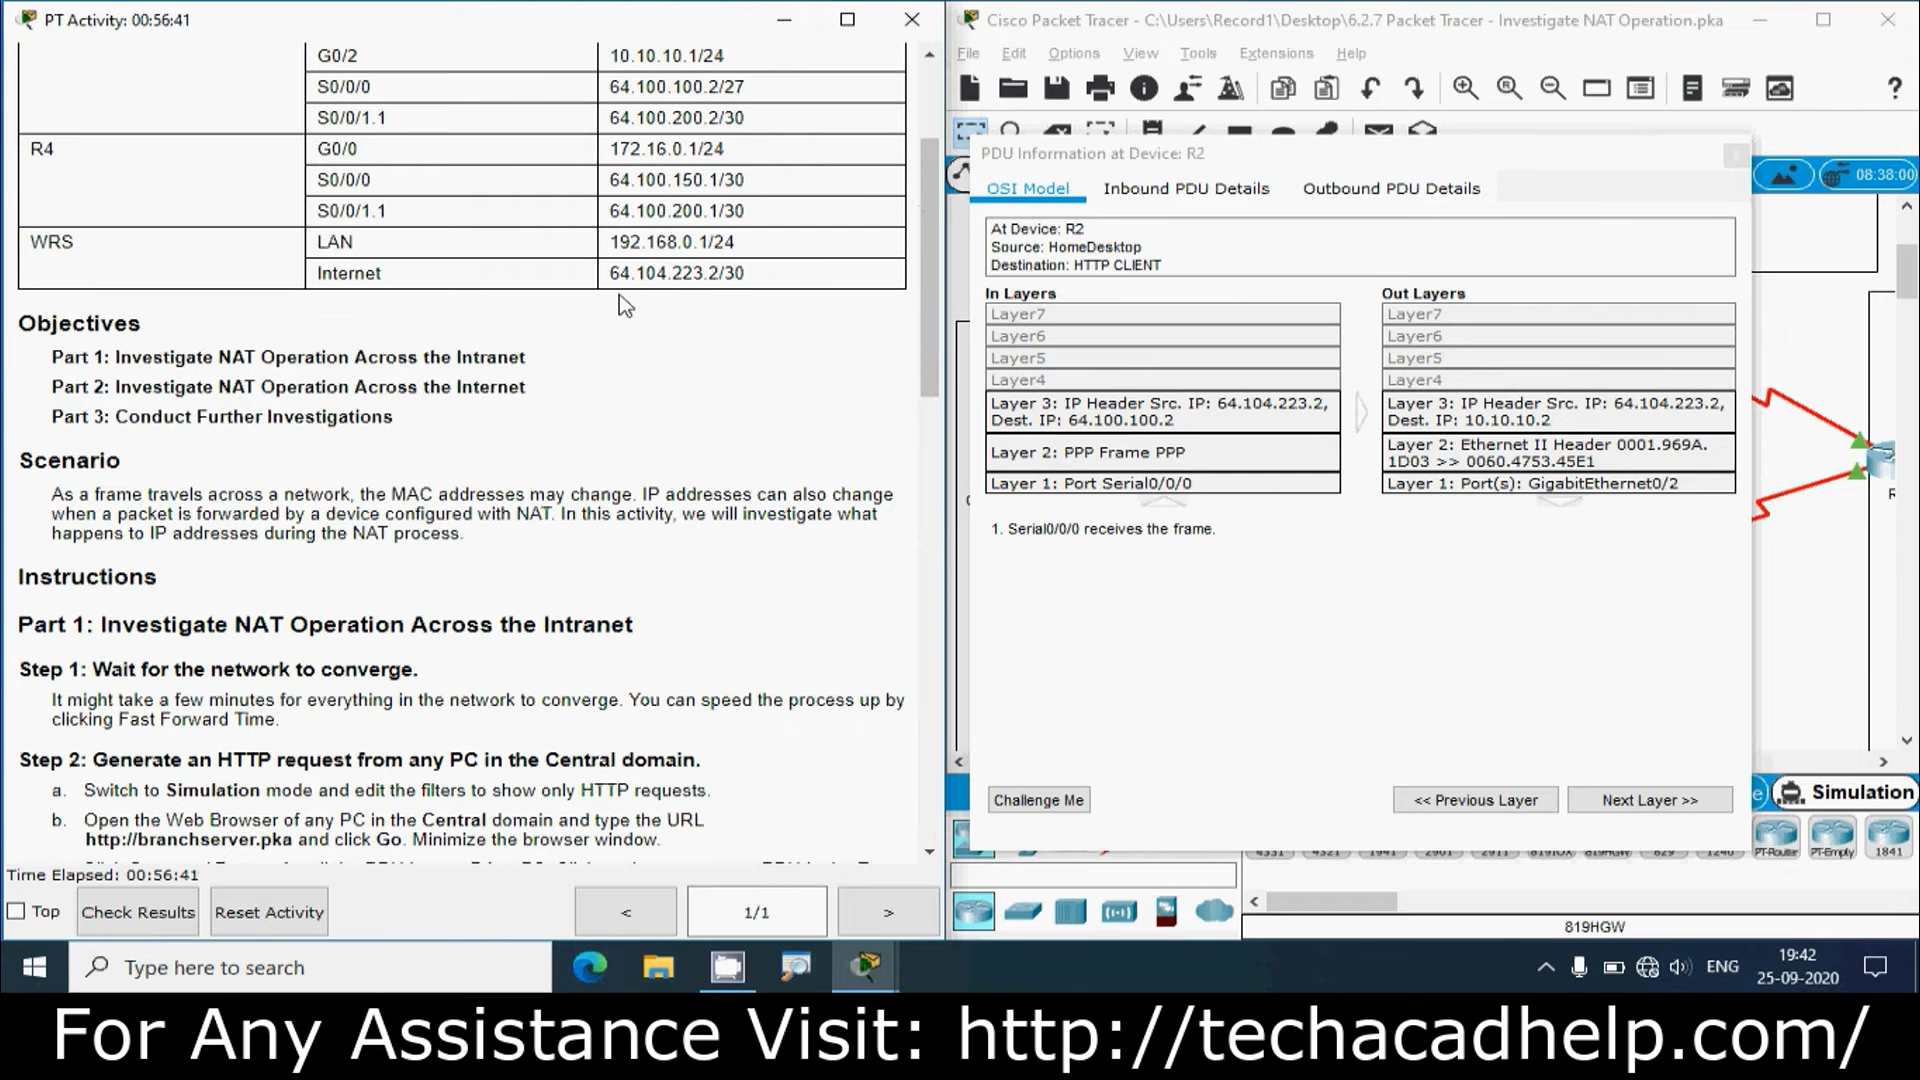 PT Activity: 00:56:41
G0/2 10.10.10.1/24
S0/0/0 64.100.100.2/27
S0/0/1.1 64.100.200.2/30
R4 G0/0 172.16.0.1/24
S0/0/0 64.100.150.1/30
S0/0/1.1 64.100.200.1/30
WRS LAN 192.168.0.1/24
Internet 64.104.223.2/30
Objectives
Part 1: Investigate NAT Operation Across the Intranet
Part 2: Investigate NAT Operation Across the Internet
Part 3: Conduct Further Investigations
Scenario
As a frame travels across a network, the MAC addresses may change. IP addresses can also change
when a packet is forwarded by a device configured with NAT. In this activity, we will investigate what
happens to IP addresses during the NAT process.
Instructions
Part 1: Investigate NAT Operation Across the Intranet
Step 1: Wait for the network to converge.
It might take a few minutes for everything in the network to converge. You can speed the process up by
clicking Fast Forward Time.
Step 2: Generate an HTTP request from any PC in the Central domain.
a. Switch to Simulation mode and edit the filters to show only HTTP requests.
b. Open the Web Browser of any PC in the Central domain and type the URL
http://branchserver.pka and click Go. Minimize the browser window.
Time Elapsed: 00:56:41
Top Check Results Reset Activity < 1/1 >
Cisco Packet Tracer - C:\Users\Record1\Desktop\6.2.7 Packet Tracer - Investigate NAT Operation.pka
File Edit Options View Tools Extensions Help
?
PDU Information at Device: R2
OSI Model Inbound PDU Details Outbound PDU Details
08:38:00
At Device: R2
Source: HomeDesktop
Destination: HTTP CLIENT
In Layers Out Layers
Layer7 Layer7
Layer6 Layer6
Layer5 Layer5
Layer4 Layer4
Layer 3: IP Header Src. IP: 64.104.223.2,
Dest. IP: 64.100.100.2
Layer 3: IP Header Src. IP: 64.104.223.2,
Dest. IP: 10.10.10.2
Layer 2: PPP Frame PPP
Layer 2: Ethernet II Header 0001.969A.
1D03 >> 0060.4753.45E1
Layer 1: Port Serial0/0/0
Layer 1: Port(s): GigabitEthernet0/2
1. Serial0/0/0 receives the frame.
Challenge Me << Previous Layer Next Layer >>
Simulation
PT-Router PT-Empty 1841
819HGW
Type here to search
ENG
19:42
25-09-2020
For Any Assistance Visit: http://techacadhelp.com/